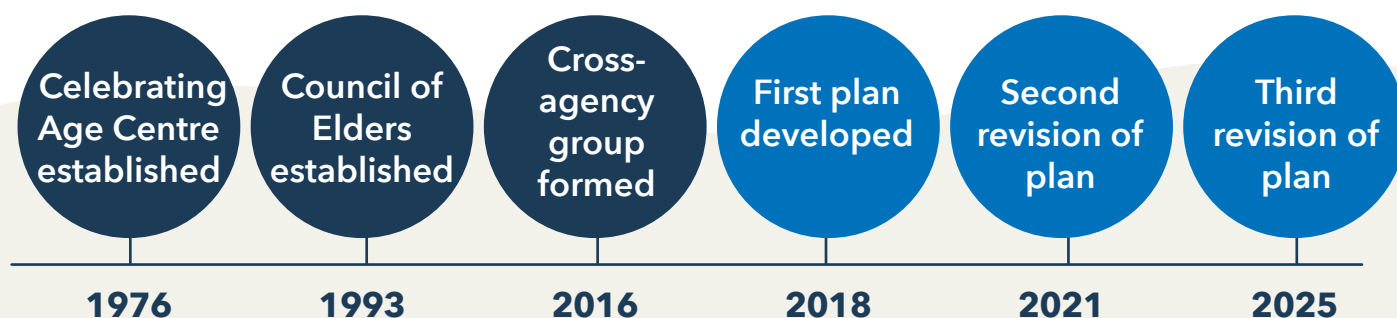 Celebrating
Age Centre
established
Council of
Elders
established
Cross-
agency
group
formed
First plan
developed
Second
revision of
plan
Third
revision of
plan
1976
1993
2016
2018
2021
2025